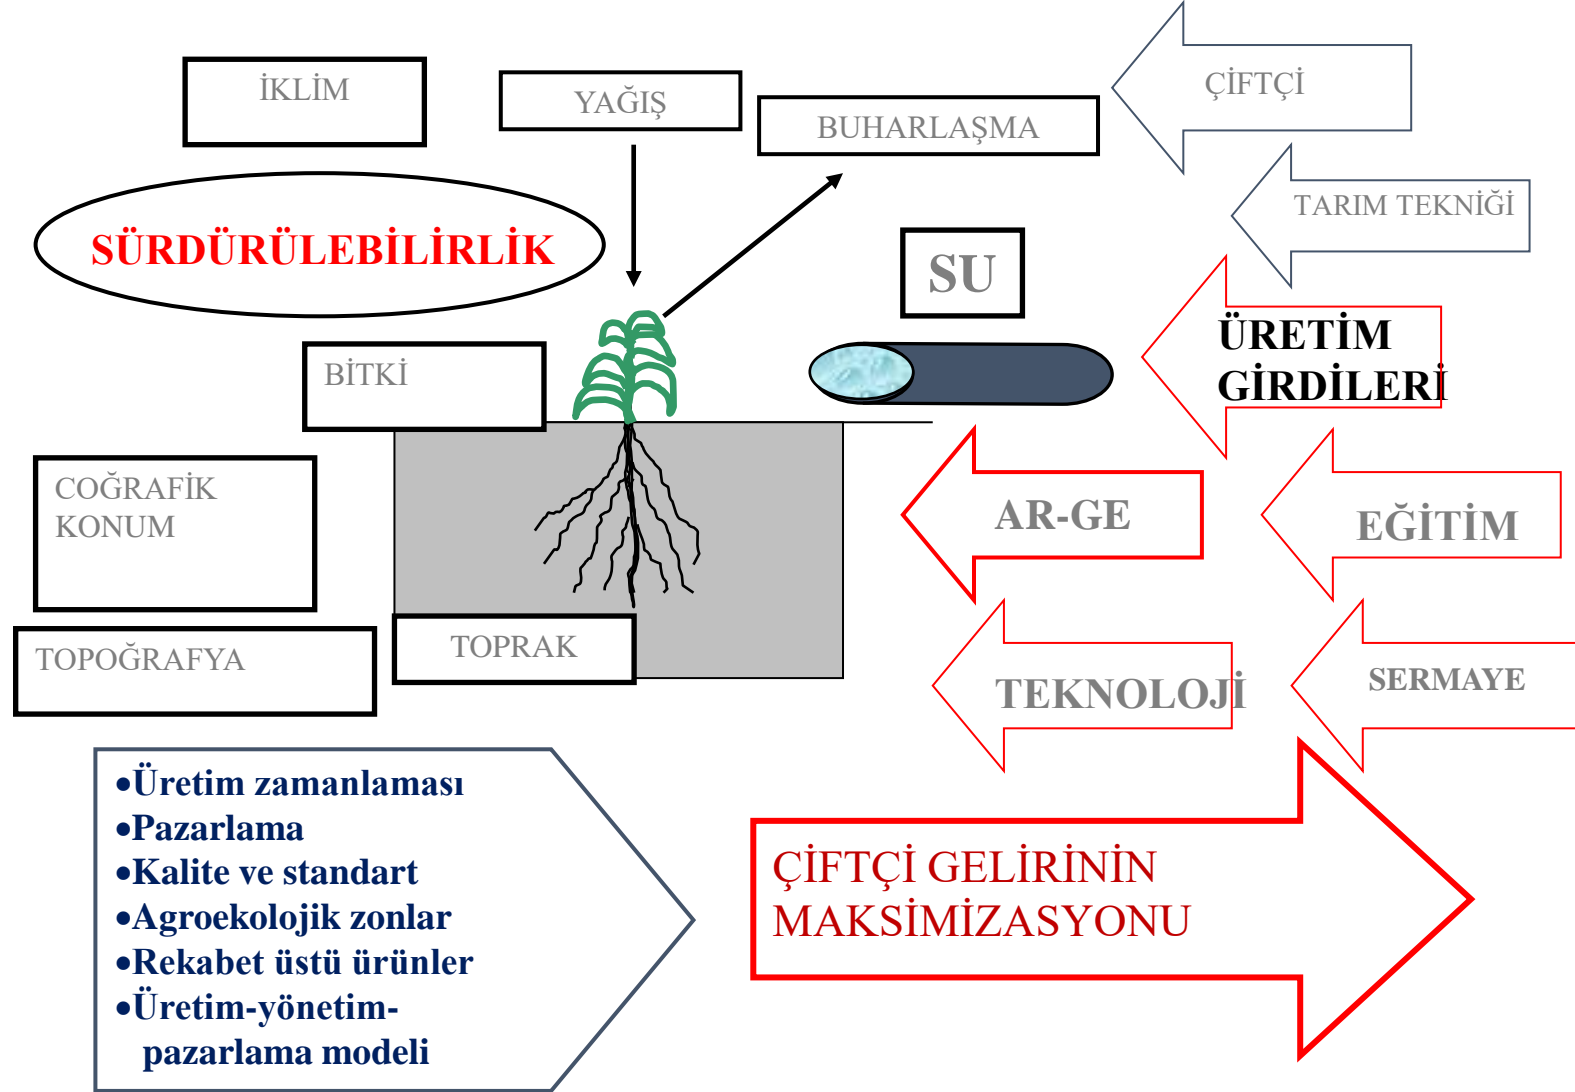 İKLİM
YAĞIŞ
BUHARLAŞMA
ÇİFTÇİ
TARIM TEKNİĞİ
SÜRDÜRÜLEBİLİRLİK
SU
ÜRETİM
GİRDİLERİ
BİTKİ
COĞRAFİK
KONUM
AR-GE
EĞİTİM
TOPOĞRAFYA
TOPRAK
TEKNOLOJİ
SERMAYE
•Üretim zamanlaması
•Pazarlama
•Kalite ve standart
•Agroekolojik zonlar
•Rekabet üstü ürünler
•Üretim-yönetim-
pazarlama modeli
ÇİFTÇİ GELİRİNİN
MAKSİMİZASYONU